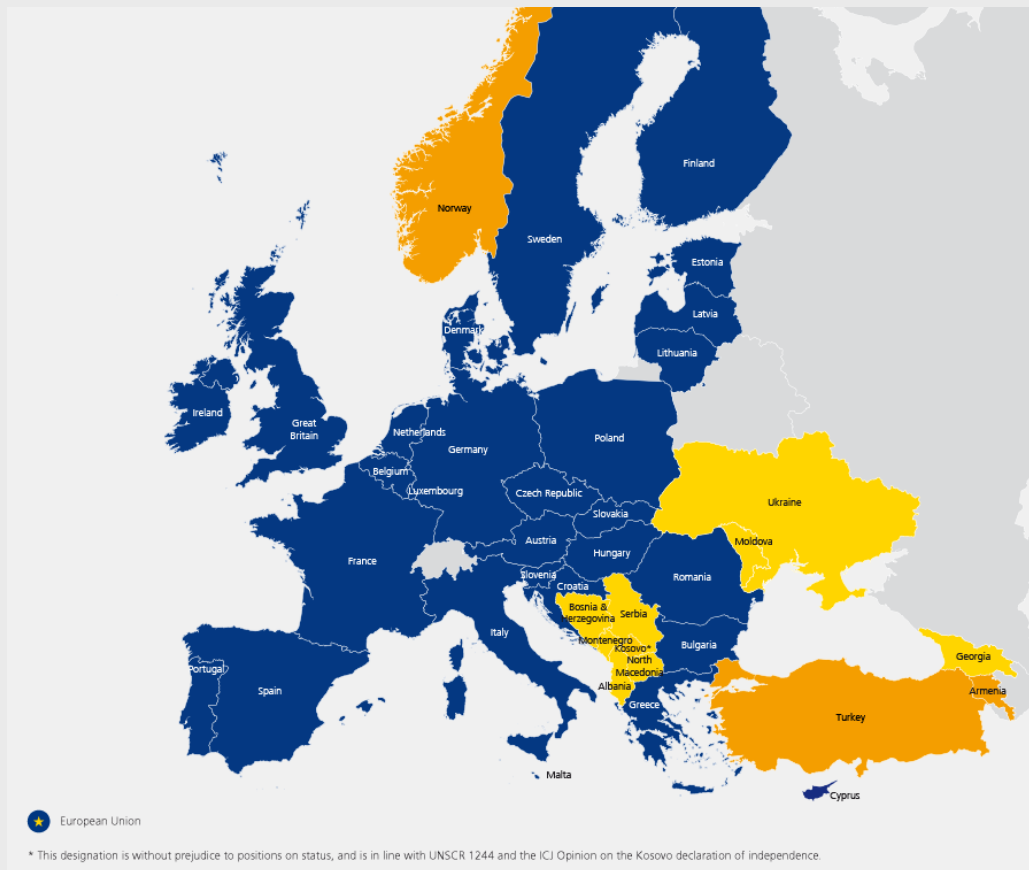 Finland
Norway
Sweden
Estonia
Latvia
Denmark
Lithuania
Ireland
Great
Britain
Netherlands
Poland
Germany
Belgium
Luxembourg
Czech Republic
Ukraine
Slovakia
Austria
Moldova
Hungary
France
Slovenia
Romania
Croatia
Bosnia &
Herzegovina
Serbia
Italy
Montenegro
Kosovo*
Bulgaria
North
Macedonia
Georgia
Portugal
Spain
Albania
Armenia
Greece
Turkey
Malta
Cyprus
European Union
* This designation is without prejudice to positions on status, and is in line with UNSCR 1244 and the ICJ Opinion on the Kosovo declaration of independence.